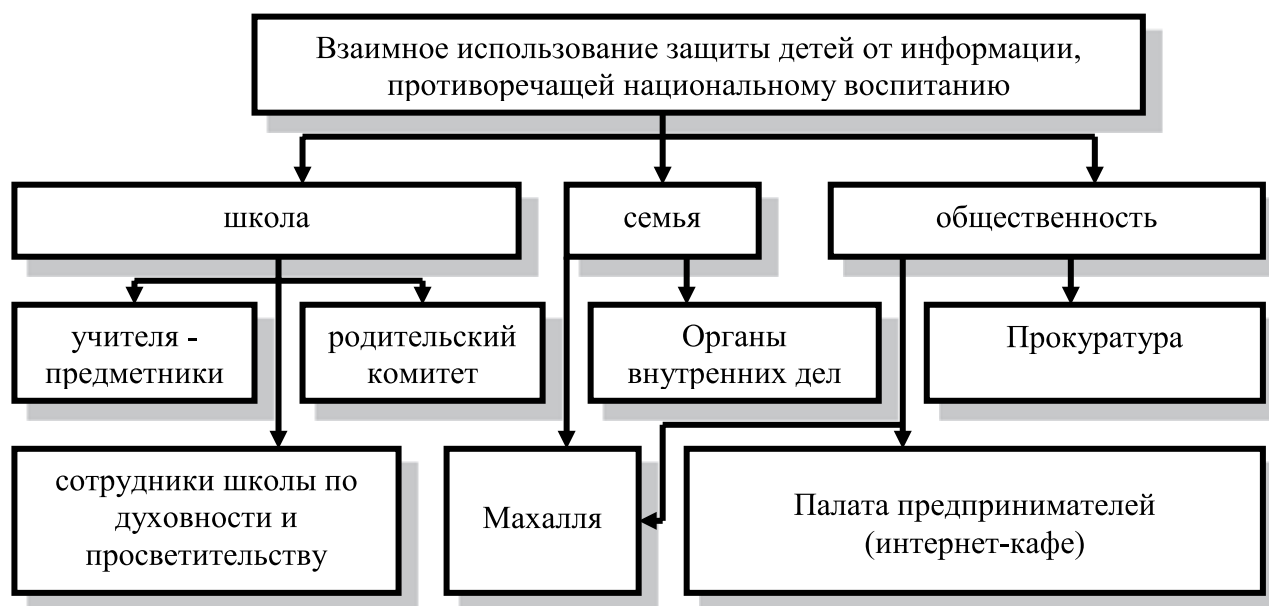 Взаимное использование защиты детей от информации,
противоречащей национальному воспитанию
школа
семья
общественность
учителя -
предметники
родительский
комитет
Органы
внутренних дел
Прокуратура
сотрудники школы по
духовности и
просветительству
Махалля
Палата предпринимателей
(интернет-кафе)